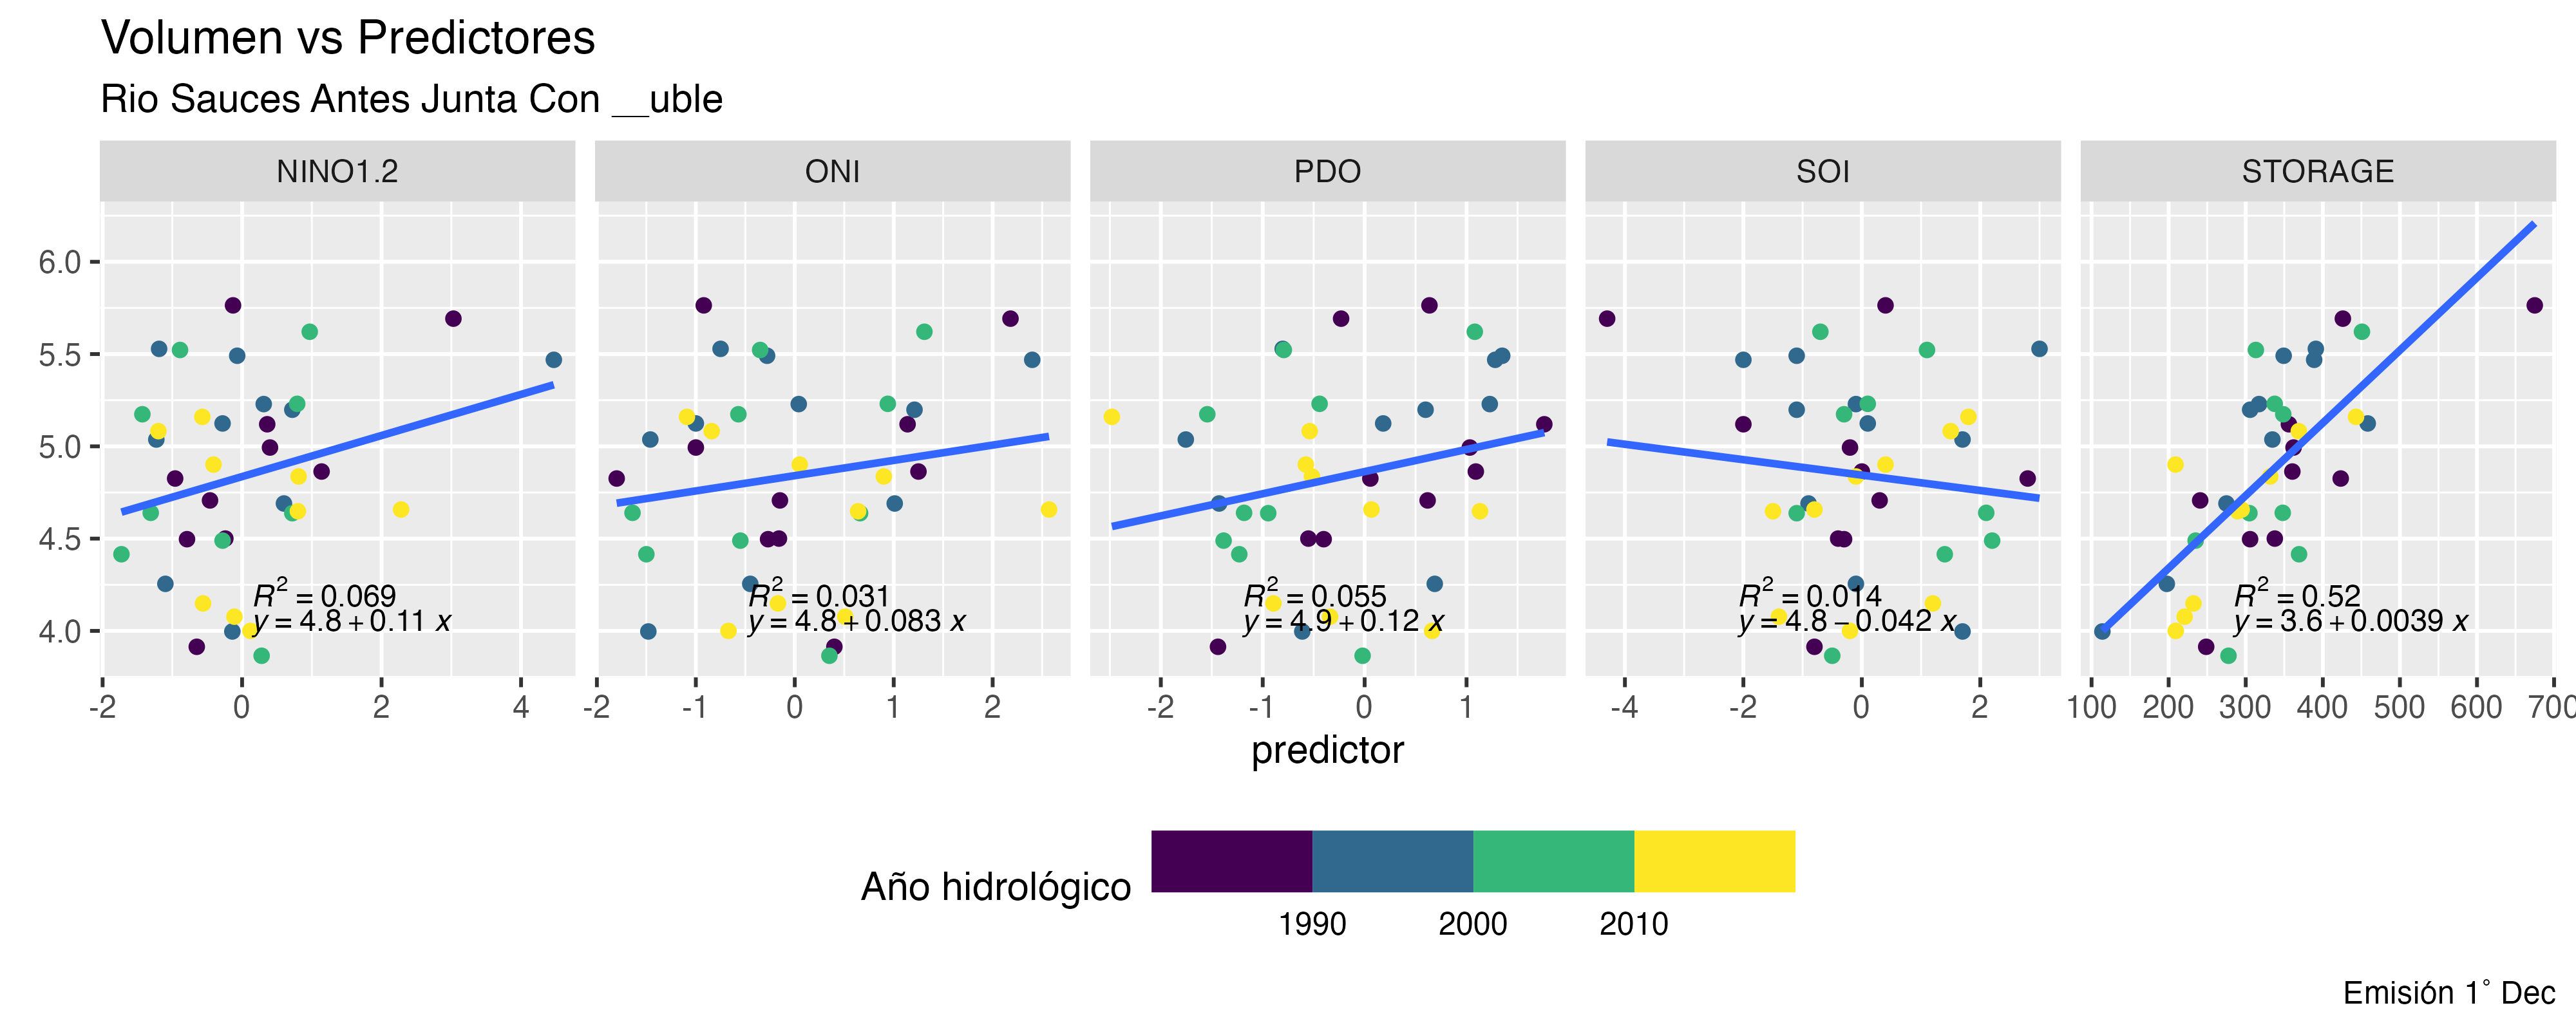 Volumen vs Predictores
Rio Sauces Antes Junta Con __uble
NINO1.2 ONI PDO SOI STORAGE
6.0
5.5
5.0
4.5
4.0
R² = 0.069 R² = 0.031 R² = 0.055 R² = 0.014 R² = 0.52
y = 4.8 + 0.11 x y = 4.8 + 0.083 x y = 4.9 + 0.12 x y = 4.8 − 0.042 x y = 3.6 + 0.0039 x
-2 0 2 4 -2 -1 0 1 2 -2 -1 0 1 -4 -2 0 2 100 200 300 400 500 600 700
predictor
Año hidrológico
1990 2000 2010
Emisión 1° Dec